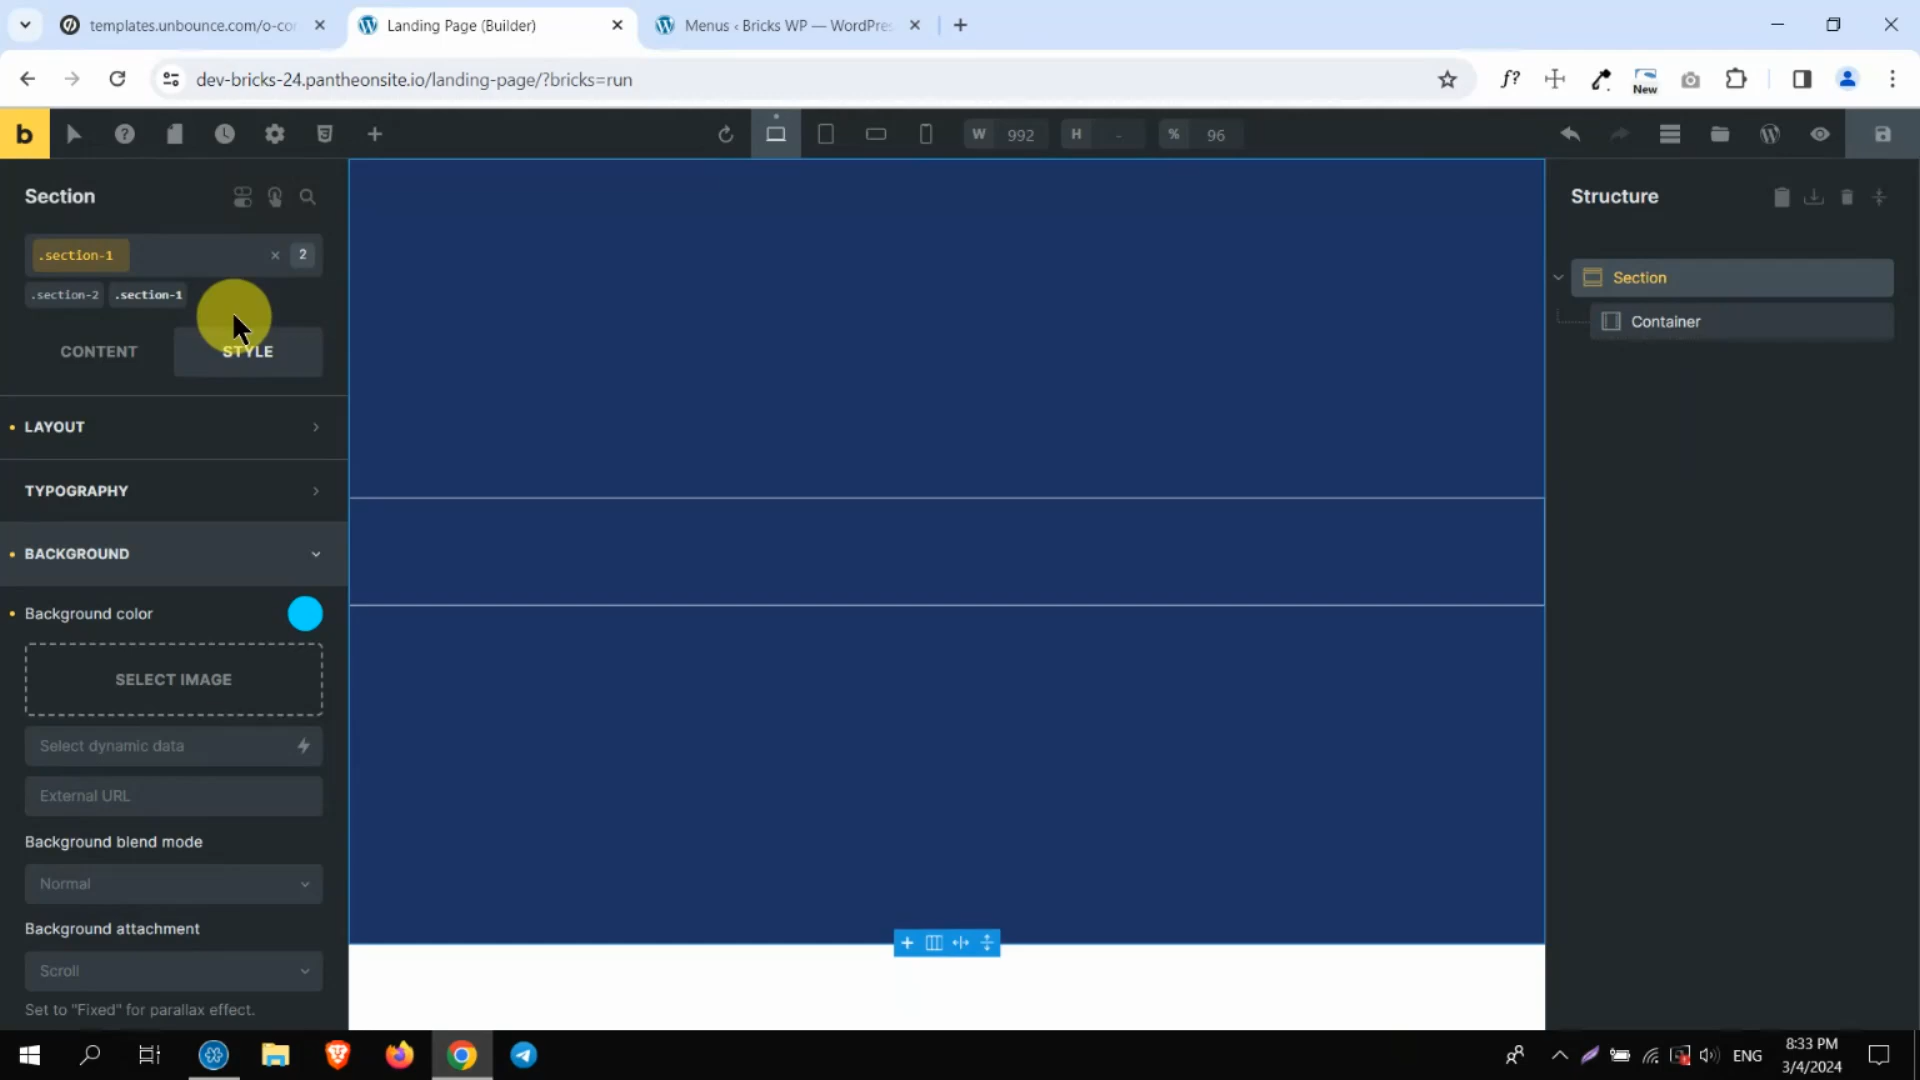 templates.unbounce.com/o-co
Landing Page (Builder)
Menus ‹ Bricks WP — WordPre
dev-bricks-24.pantheonsite.io/landing-page/?bricks=run
f?
New
b
W 992 H - % 96
Section
Structure
.section-1 × 2
.section-2 .section-1
Section
Container
CONTENT
STYLE
LAYOUT
TYPOGRAPHY
BACKGROUND
Background color
SELECT IMAGE
Select dynamic data
External URL
Background blend mode
Normal
Background attachment
Scroll
Set to "Fixed" for parallax effect.
ENG
8:33 PM
3/4/2024